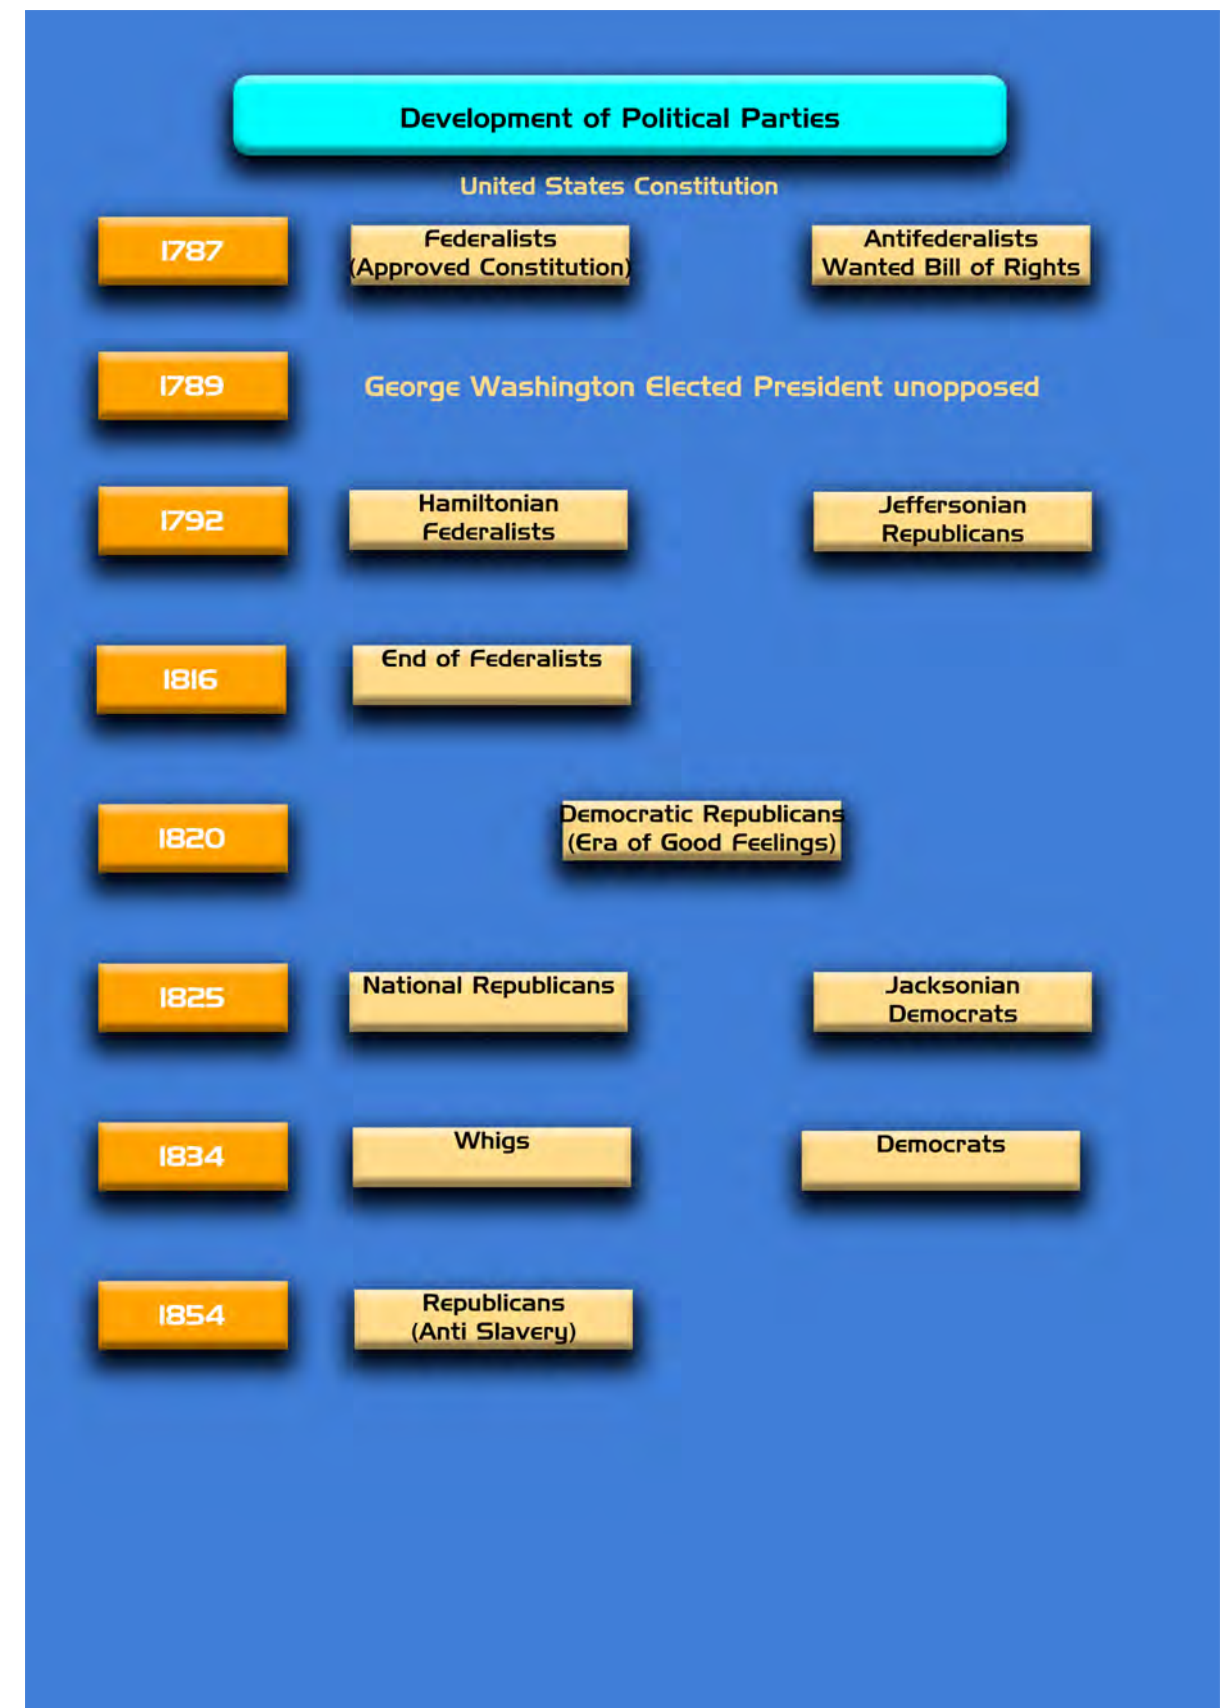 Development of Political Parties
United States Constitution
1787
Federalists
(Approved Constitution)
Antifederalists
Wanted Bill of Rights
1789
George Washington Elected President unopposed
1792
Hamiltonian
Federalists
Jeffersonian
Republicans
1816
End of Federalists
1820
Democratic Republicans
(Era of Good Feelings)
1825
National Republicans
Jacksonian
Democrats
1834
Whigs
Democrats
1854
Republicans
(Anti Slavery)